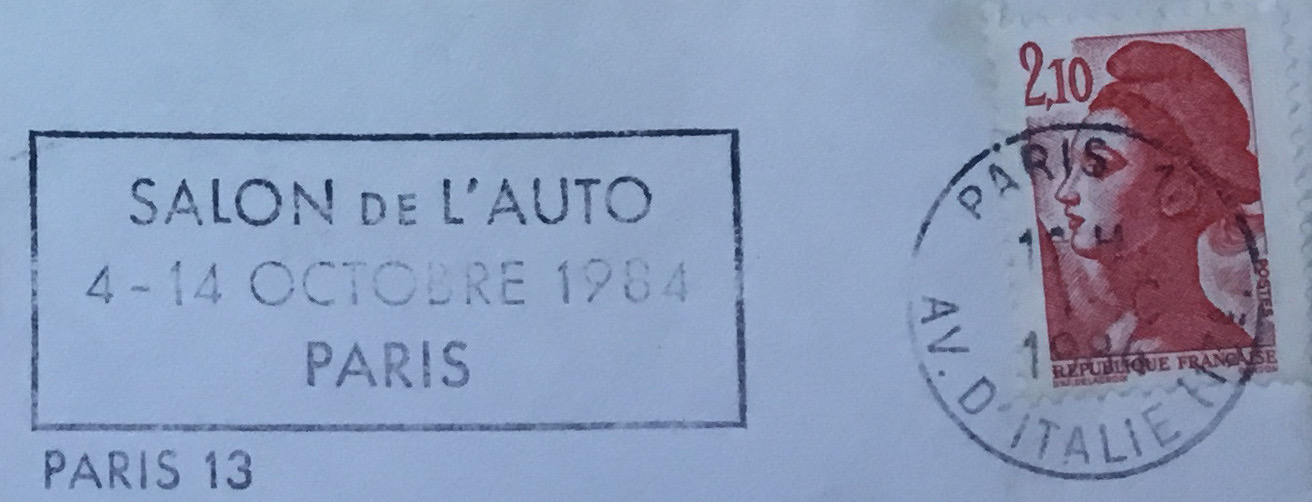 SALON DE L'AUTO
4-14 OCTOBRE 1984
PARIS
PARIS 13
2,10
POSTES
REPUBLIQUE FRANÇAISE
PARIS
AV. D'ITALIE